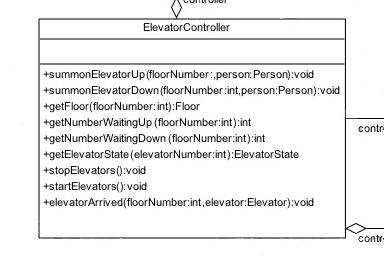 controller
ElevatorController
+summonElevatorUp(floorNumber:,person:Person):void
+summonElevatorDown(floorNumber:int,person:Person):void
+getFloor(floorNumber:int):Floor
+getNumberWaitingUp(floorNumber:int):int
+getNumberWaitingDown(floorNumber:int):int
+getElevatorState(elevatorNumber:int):ElevatorState
+stopElevators():void
+startElevators():void
+elevatorArrived(floorNumber:int,elevator:Elevator):void
contr
contr